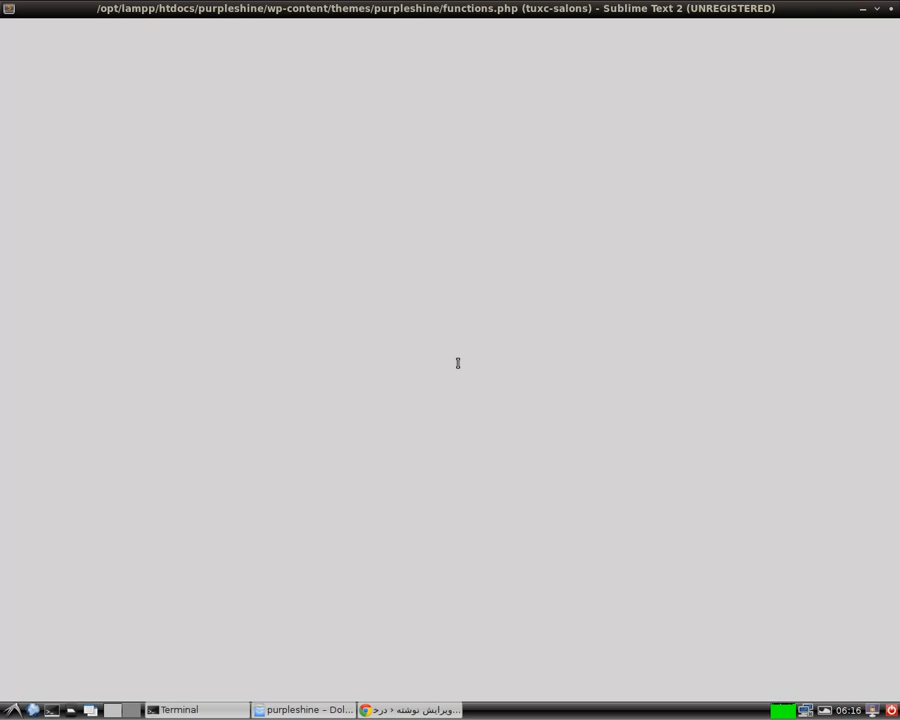 /opt/lampp/htdocs/purpleshine/wp-content/themes/purpleshine/functions.php (tuxc-salons) - Sublime Text 2 (UNREGISTERED)
Terminal
purpleshine – Dol...
ویرایش نوشته ‹ درخ...
06:16